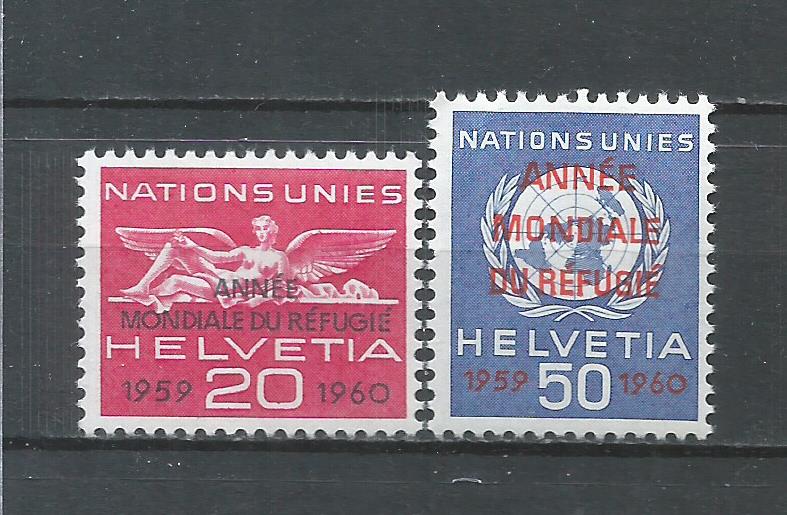 NATIONS UNIES
ANNÉE
MONDIALE DU RÉFUGIÉ
HELVETIA
1959 20 1960
NATIONS UNIES
ANNÉE
MONDIALE
DU RÉFUGIÉ
HELVETIA
1959 50 1960